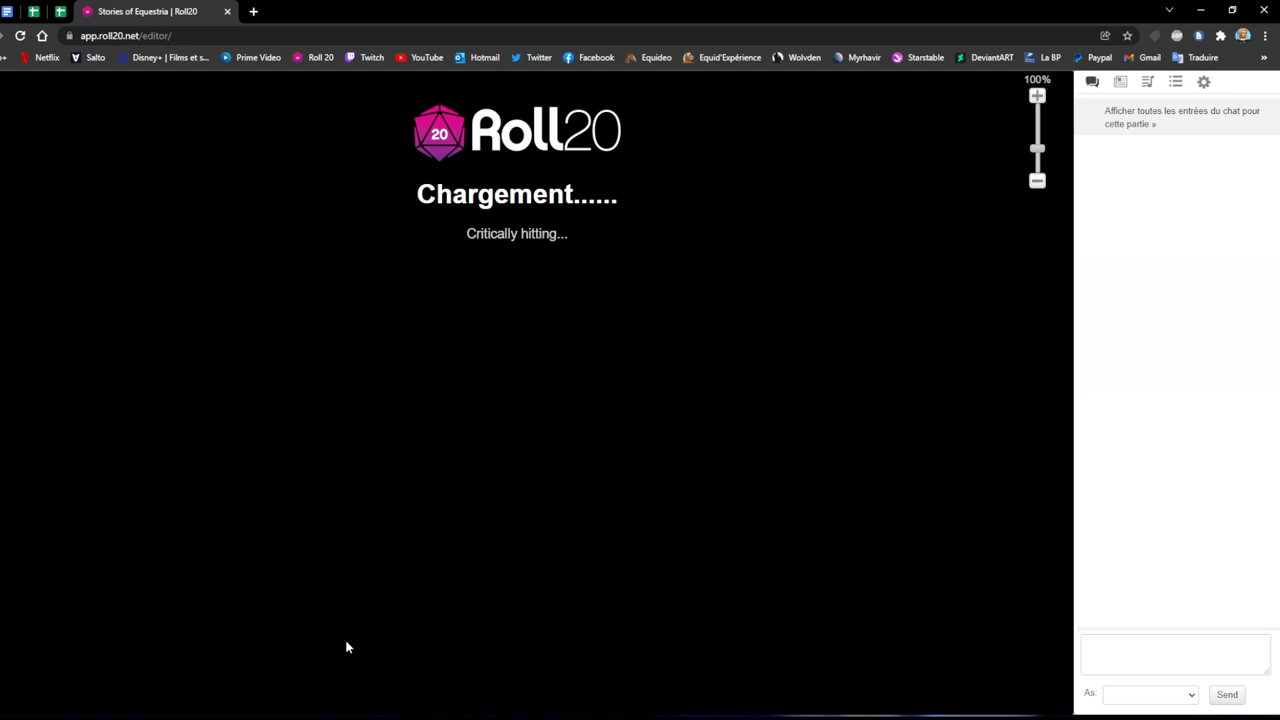 Stories of Equestria | Roll20
app.roll20.net/editor/
Netflix Salto Disney+ | Films et s... Prime Video Roll 20 Twitch YouTube Hotmail Twitter Facebook Equideo Equid'Expérience Wolvden Myrhavir Starstable DeviantART La BP Paypal Gmail Traduire »
100%
20 Roll20
Chargement......
Critically hitting...
Afficher toutes les entrées du chat pour
cette partie »
As:
Send